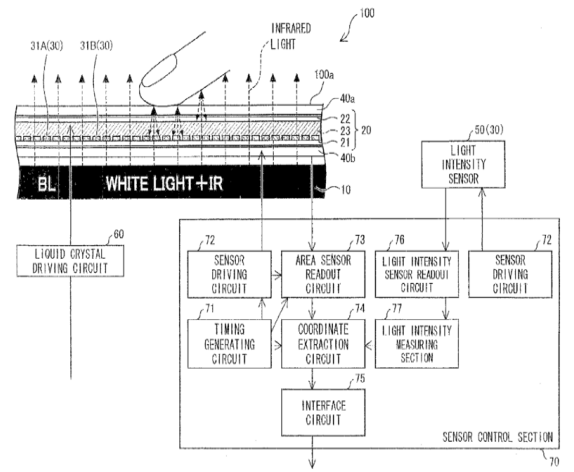 100
INFRARED
LIGHT
31A(30)
31B(30)
100a
40a
22
23
20
21
40b
50(30)
LIGHT
INTENSITY
SENSOR
BL
WHITE LIGHT+IR
10
60
LIQUID CRYSTAL
DRIVING CIRCUIT
72
SENSOR
DRIVING
CIRCUIT
73
AREA SENSOR
READOUT
CIRCUIT
76
LIGHT INTENSITY
SENSOR READOUT
CIRCUIT
72
SENSOR
DRIVING
CIRCUIT
71
TIMING
GENERATING
CIRCUIT
74
COORDINATE
EXTRACTION
CIRCUIT
77
LIGHT INTENSITY
MEASURING
SECTION
75
INTERFACE
CIRCUIT
SENSOR CONTROL SECTION
70